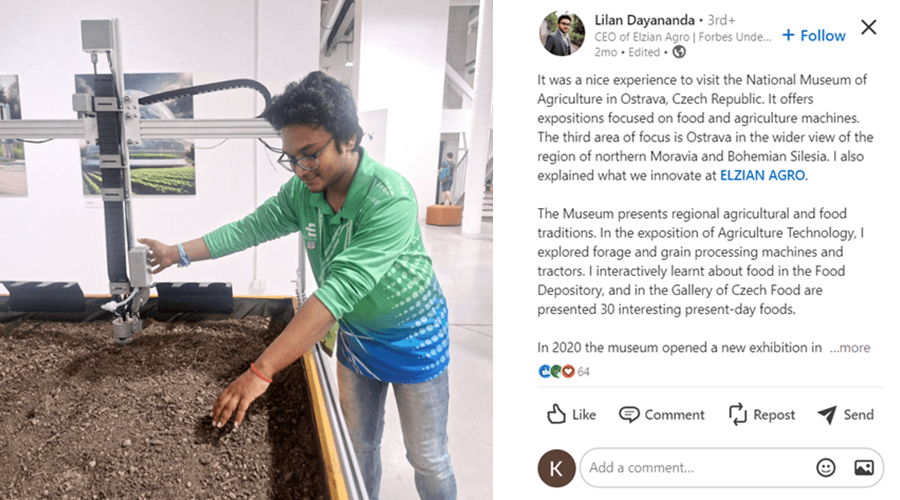 Lilan Dayananda • 3rd+
CEO of Elzian Agro | Forbes Unde...
+ Follow
2mo • Edited •
It was a nice experience to visit the National Museum of
Agriculture in Ostrava, Czech Republic. It offers
expositions focused on food and agriculture machines.
The third area of focus is Ostrava in the wider view of the
region of northern Moravia and Bohemian Silesia. I also
explained what we innovate at ELZIAN AGRO.
The Museum presents regional agricultural and food
traditions. In the exposition of Agriculture Technology, I
explored forage and grain processing machines and
tractors. I interactively learnt about food in the Food
Depository, and in the Gallery of Czech Food are
presented 30 interesting present-day foods.
In 2020 the museum opened a new exhibition in ...more
64
Like
Comment
Repost
Send
K
Add a comment...